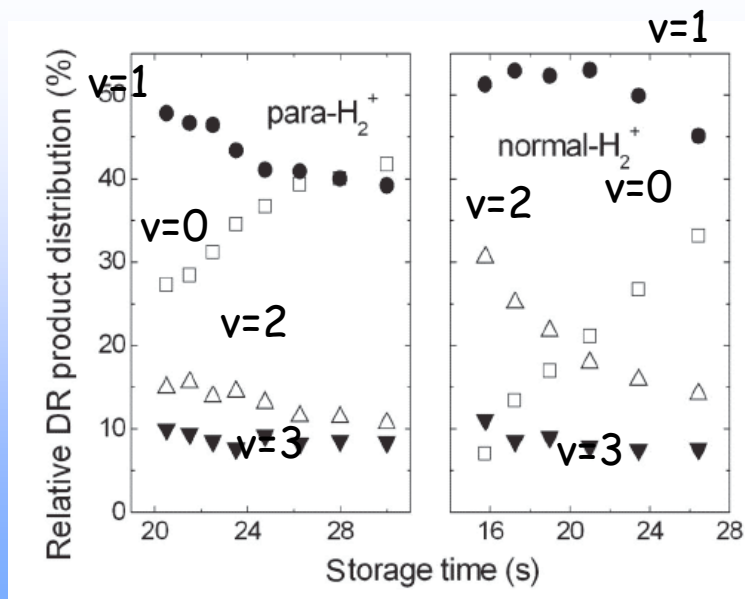 Relative DR product distribution (%)
50
40
30
20
10
0
v=1
para-H₂⁺
v=0
v=2
v=3
20
24
28
v=1
normal-H₂⁺
v=0
v=2
v=3
16
20
24
28
Storage time (s)